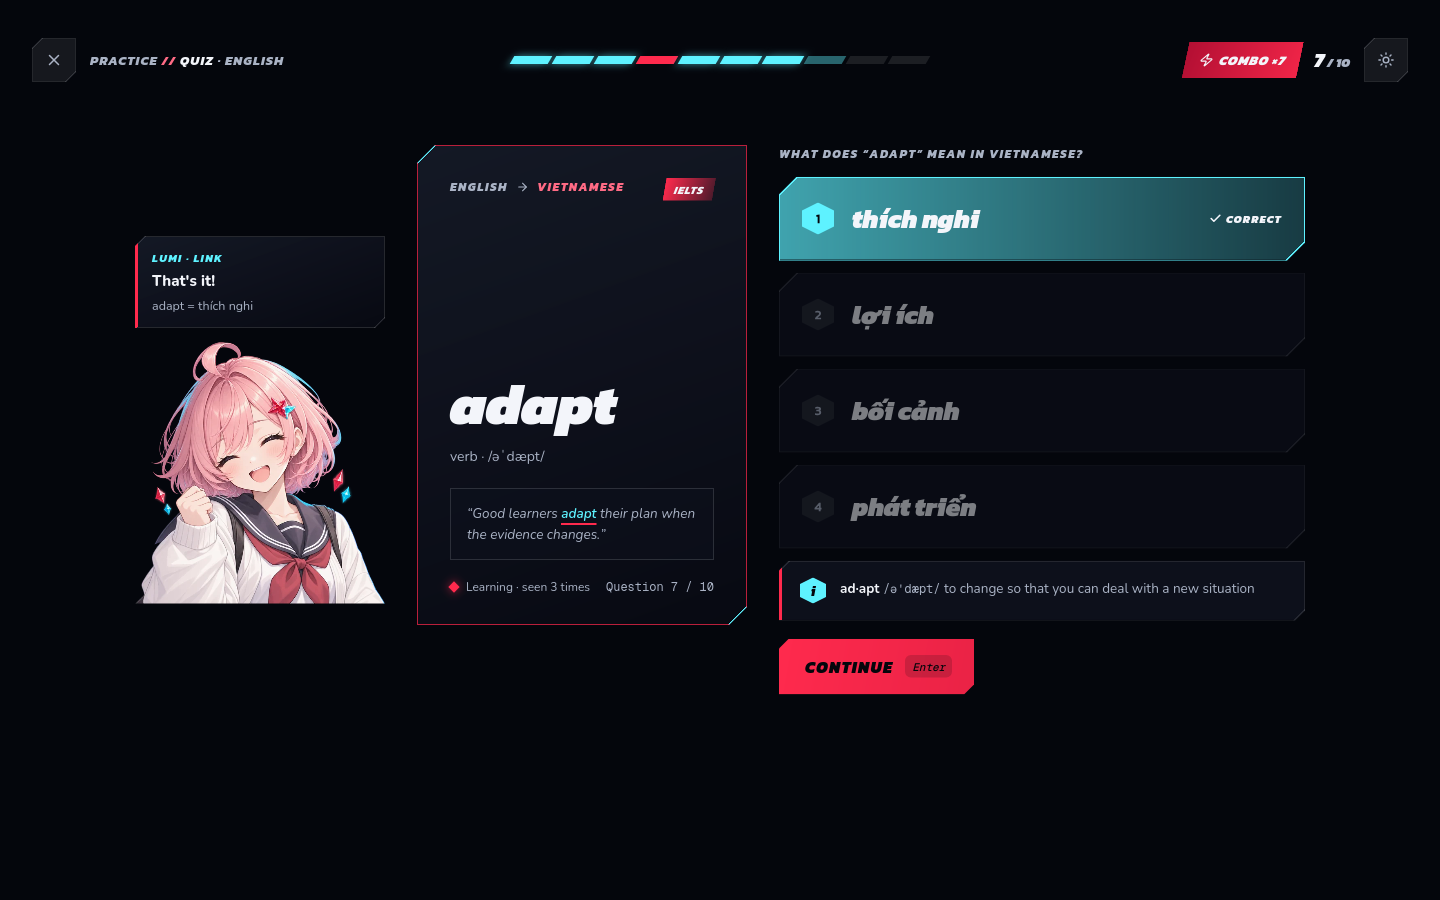 PRACTICE // QUIZ · ENGLISH
COMBO ×7
7 / 10
LUMI · LINK
That's it!
adapt = thích nghi
ENGLISH → VIETNAMESE
IELTS
adapt
verb · /əˈdæpt/
“Good learners adapt their plan when
the evidence changes.”
Learning · seen 3 times
Question 7 / 10
WHAT DOES “ADAPT” MEAN IN VIETNAMESE?
1 thích nghi
CORRECT
2 lợi ích
3 bối cảnh
4 phát triển
i ad·apt /əˈdæpt/ to change so that you can deal with a new situation
CONTINUE Enter